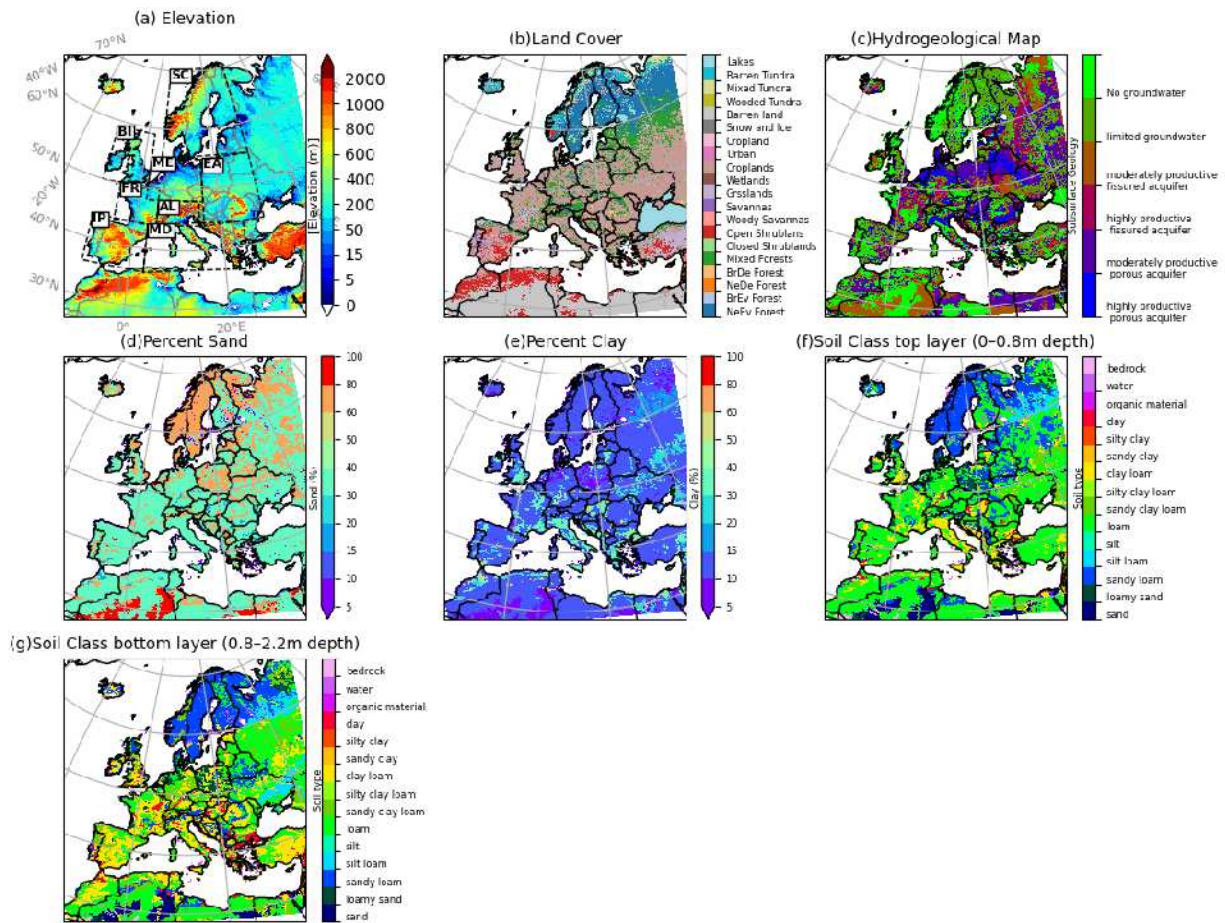 (a) Elevation
70°N
40°W
60°N
50°N
20°W
40°N
30°N
0°
20°E
SC
BI
ME
EA
FR
AL
IP
MD
2000
1000
800
600
400
200
150
50
15
5
0
[Elevation (m)]
(b)Land Cover
Lakes
Barren Tundra
Mixad Tundra
Wooded Tundra
Barren land
Snow and Ice
Cropland
Urban
Croplands
Wetlands
Grsslands
Savannas
Woody Savannas
Open Shrublans
Closed Shrublands
Mixed Forests
BrDe Forest
NeDe Forest
BrEv Forest
NeEv Forest
(c)Hydrogeological Map
No groundwater
limited groundwater
moderately productive
fissured acquifer
highly productive
fissured acquifer
moderately productive
porous acquifer
highly productive
porous acquifer
Subsurface Geology
(d)Percent Sand
100
80
60
40
30
20
15
10
5
Sand (%)
(e)Percent Clay
100
80
60
40
30
20
15
10
5
Clay (%)
(f)Soil Class top layer (0–0.8m depth)
bedrock
water
organic material
clay
silty clay
sandy clay
clay loam
silty clay loam
sandy clay loam
loam
silt
silt loam
sandy loam
loamy sand
sand
Soil type
(g)Soil Class bottom layer (0.8–2.2m depth)
bedrock
water
organic material
clay
silty clay
sandy clay
clay loam
silty clay loam
sandy clay loam
loam
silt
silt loam
sandy loam
loamy sand
sand
Soil type